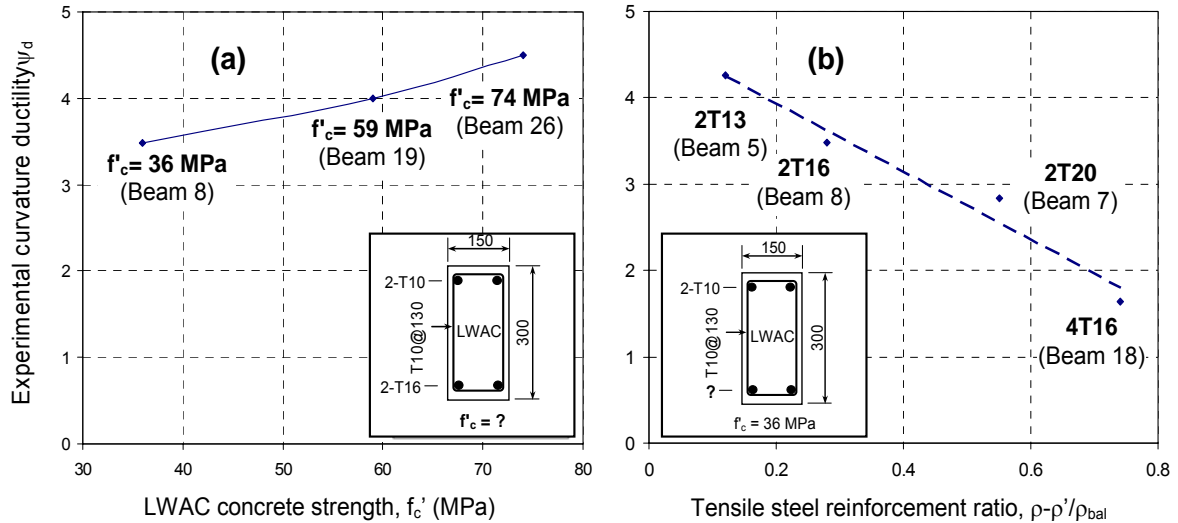 Experimental curvature ductilityψd
5
4
3
2
1
0
(a)
f'c= 36 MPa
(Beam 8)
f'c= 59 MPa
(Beam 19)
f'c= 74 MPa
(Beam 26)
150
2-T10
T10@130
LWAC
300
2-T16
f'c = ?
30
40
50
60
70
80
LWAC concrete strength, fc’ (MPa)
5
4
3
2
1
0
(b)
2T13
(Beam 5)
2T16
(Beam 8)
2T20
(Beam 7)
4T16
(Beam 18)
150
2-T10
T10@130
LWAC
300
?
f'c = 36 MPa
0
0.2
0.4
0.6
0.8
Tensile steel reinforcement ratio, ρ-ρ’/ρbal